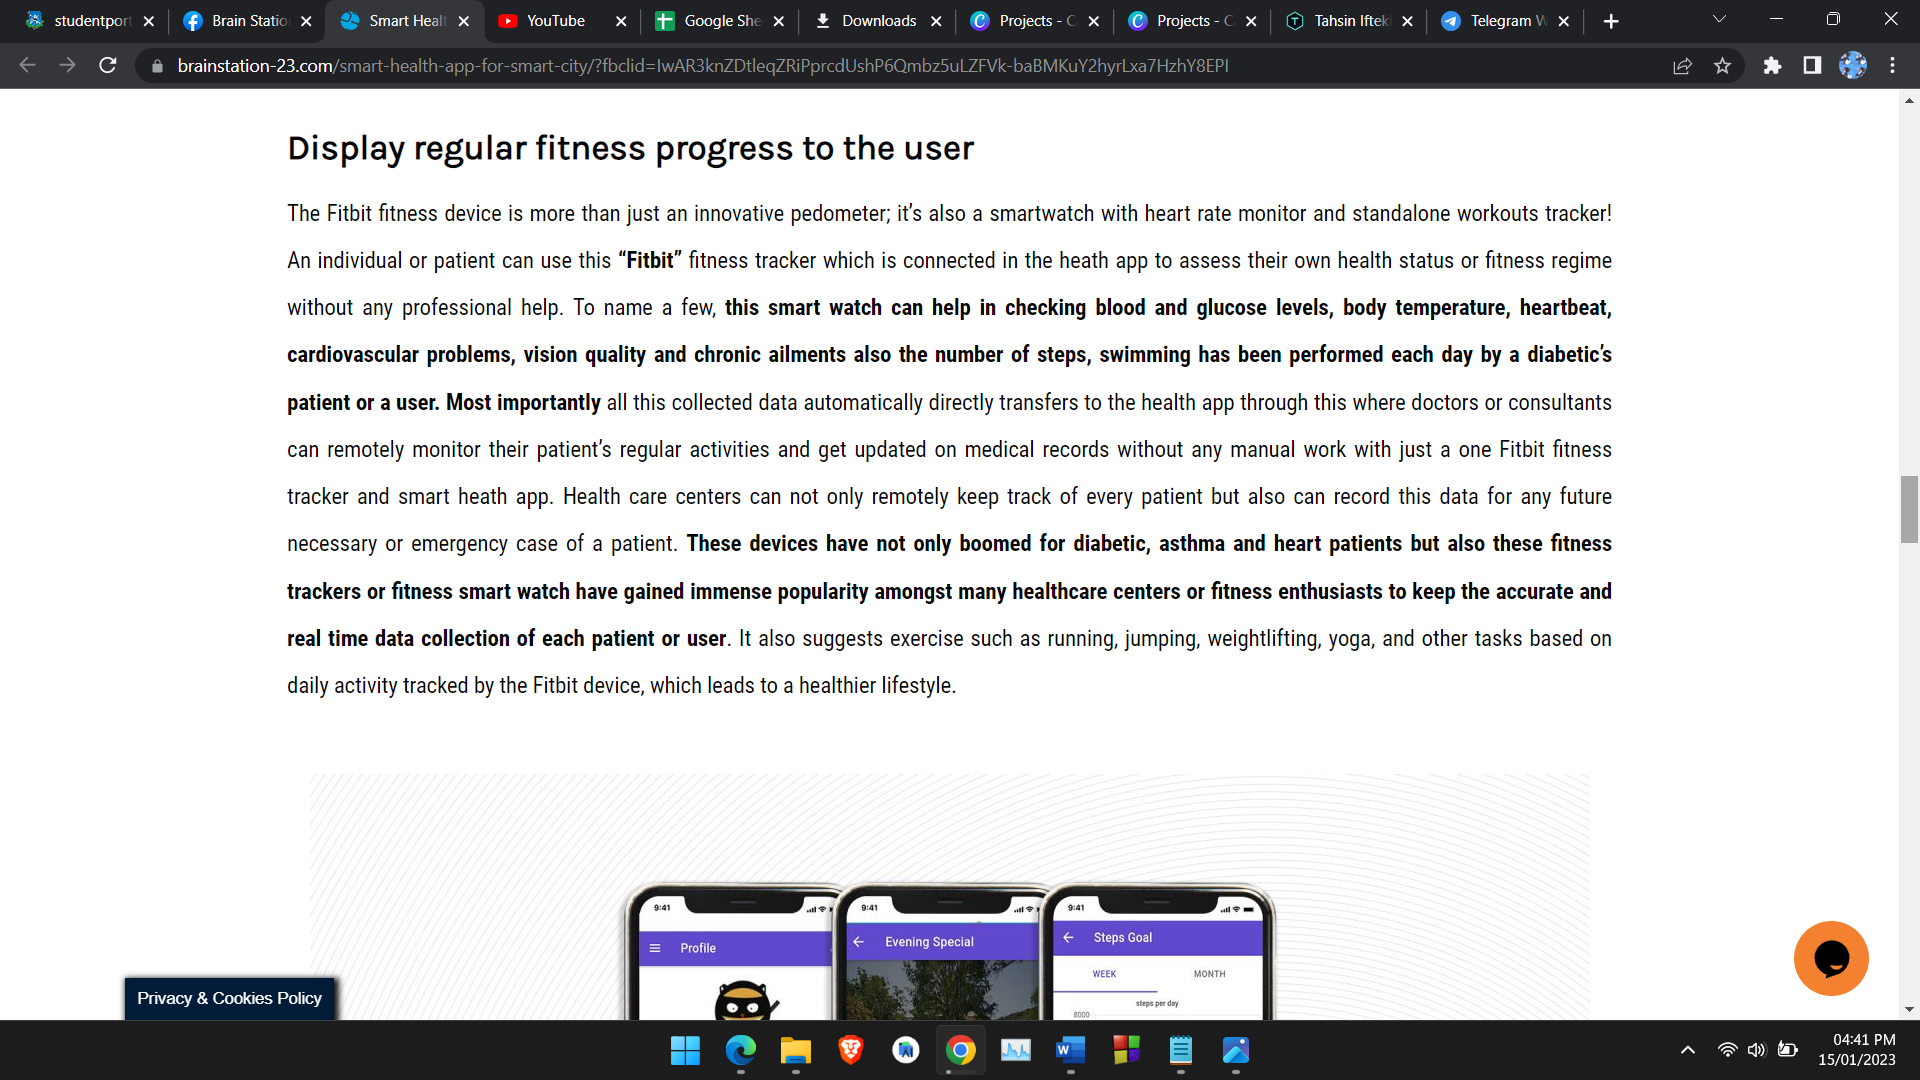 studentport
Brain Statio
Smart Healt
YouTube
Google She
Downloads
Projects - C
Projects - C
Tahsin Iftek
Telegram W
brainstation-23.com/smart-health-app-for-smart-city/?fbclid=IwAR3knZDtleqZRiPprcdUshP6Qmbz5uLZFVk-baBMKuY2hyrLxa7HzhY8EPI
Display regular fitness progress to the user
The Fitbit fitness device is more than just an innovative pedometer; it’s also a smartwatch with heart rate monitor and standalone workouts tracker!
An individual or patient can use this “Fitbit” fitness tracker which is connected in the heath app to assess their own health status or fitness regime
without any professional help. To name a few, this smart watch can help in checking blood and glucose levels, body temperature, heartbeat,
cardiovascular problems, vision quality and chronic ailments also the number of steps, swimming has been performed each day by a diabetic’s
patient or a user. Most importantly all this collected data automatically directly transfers to the health app through this where doctors or consultants
can remotely monitor their patient’s regular activities and get updated on medical records without any manual work with just a one Fitbit fitness
tracker and smart heath app. Health care centers can not only remotely keep track of every patient but also can record this data for any future
necessary or emergency case of a patient. These devices have not only boomed for diabetic, asthma and heart patients but also these fitness
trackers or fitness smart watch have gained immense popularity amongst many healthcare centers or fitness enthusiasts to keep the accurate and
real time data collection of each patient or user. It also suggests exercise such as running, jumping, weightlifting, yoga, and other tasks based on
daily activity tracked by the Fitbit device, which leads to a healthier lifestyle.
9:41
Profile
9:41
Evening Special
9:41
Steps Goal
WEEK MONTH
steps per day
8000
Privacy & Cookies Policy
04:41 PM
15/01/2023